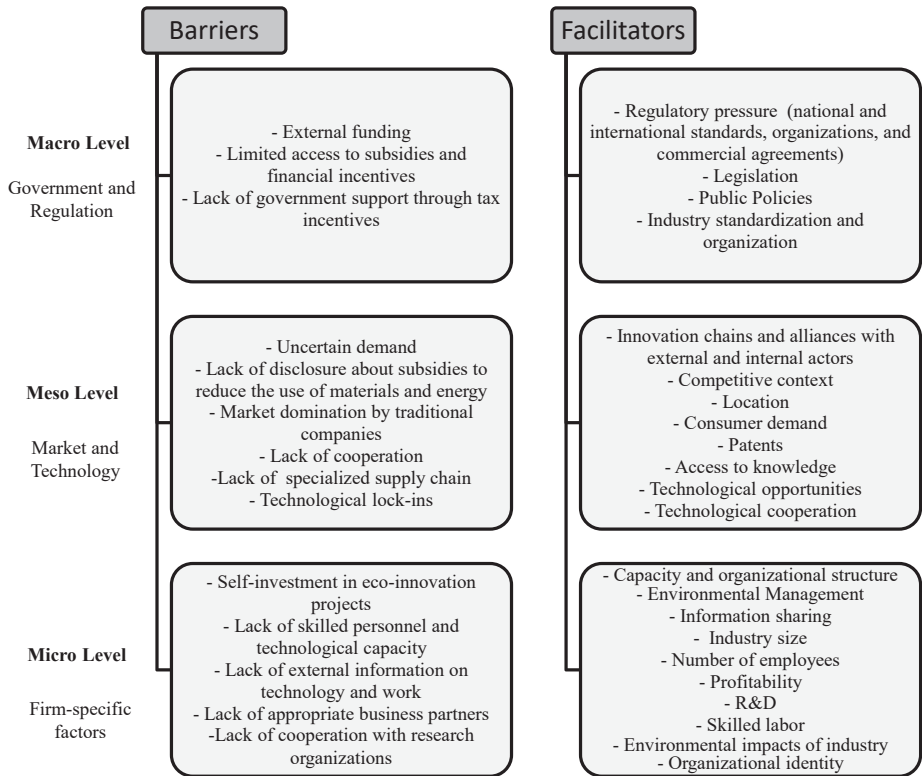 Barriers
Facilitators
Macro Level
Government and
Regulation
- External funding
- Limited access to subsidies and
financial incentives
- Lack of government support through tax
incentives
- Regulatory pressure (national and
international standards, organizations, and
commercial agreements)
- Legislation
- Public Policies
- Industry standardization and
organization
Meso Level
Market and
Technology
- Uncertain demand
- Lack of disclosure about subsidies to
reduce the use of materials and energy
- Market domination by traditional
companies
- Lack of cooperation
-Lack of specialized supply chain
- Technological lock-ins
- Innovation chains and alliances with
external and internal actors
- Competitive context
- Location
- Consumer demand
- Patents
- Access to knowledge
- Technological opportunities
- Technological cooperation
Micro Level
Firm-specific
factors
- Self-investment in eco-innovation
projects
- Lack of skilled personnel and
technological capacity
- Lack of external information on
technology and work
- Lack of appropriate business partners
-Lack of cooperation with research
organizations
- Capacity and organizational structure
- Environmental Management
- Information sharing
- Industry size
- Number of employees
- Profitability
- R&D
- Skilled labor
- Environmental impacts of industry
- Organizational identity